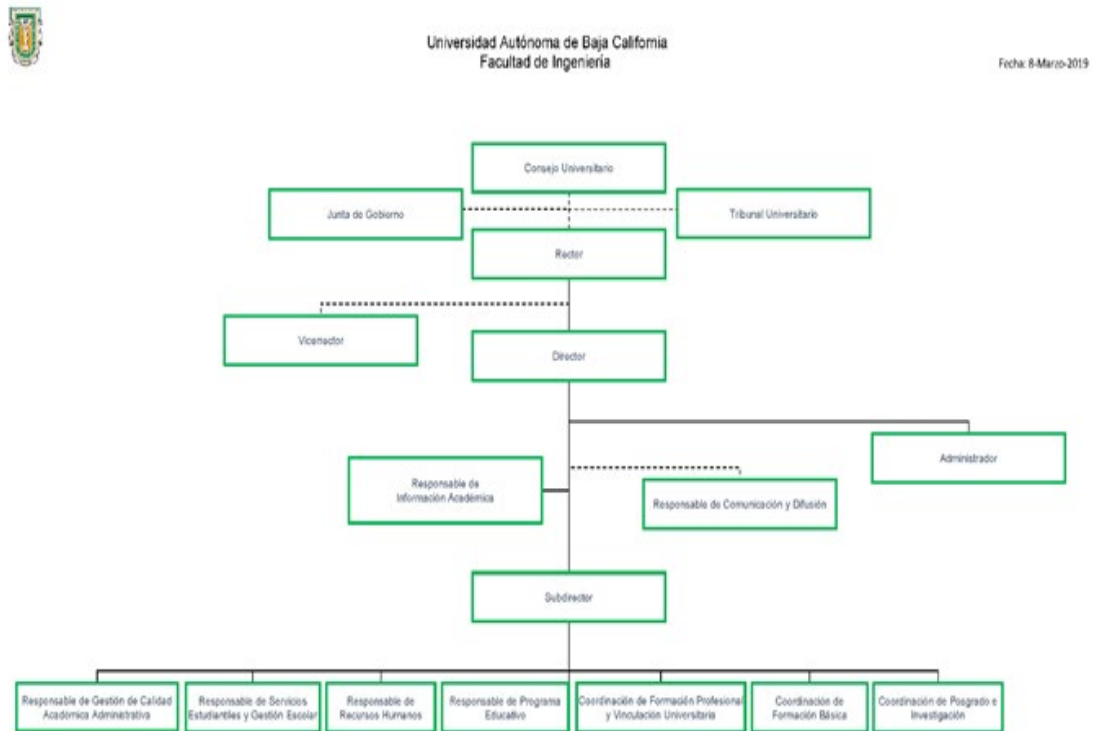 Universidad Autónoma de Baja California
Facultad de Ingeniería
Fecha: 8-Marzo-2019
Consejo Universitario
Junta de Gobierno
Tribunal Universitario
Rector
Vicerrector
Director
Administrador
Responsable de
Información Académica
Responsable de Comunicación y Difusión
Subdirector
Responsable de Gestión de Calidad
Académica Administrativa
Responsable de Servicios
Estudiantiles y Gestión Escolar
Responsable de
Recursos Humanos
Responsable de Programa
Educativo
Coordinación de Formación Profesional
y Vinculación Universitaria
Coordinación de
Formación Básica
Coordinación de Posgrado e
Investigación